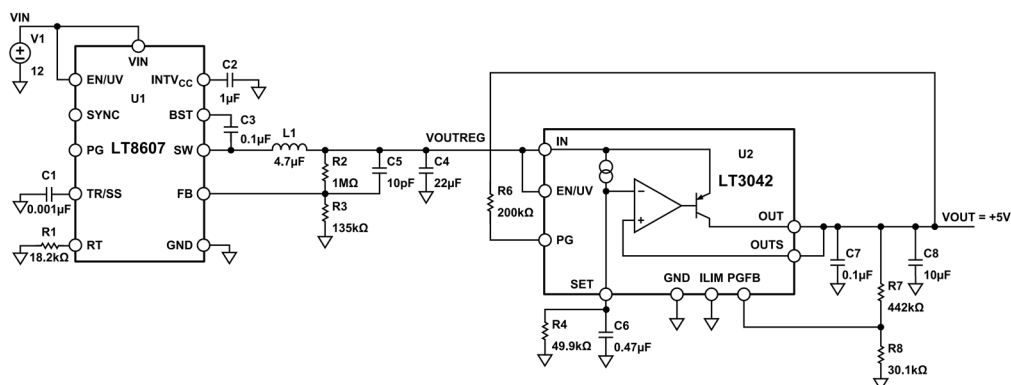 VIN
V1
12
VIN
EN/UV
INTVCC
C2
1µF
U1
SYNC
BST
C3
0.1µF
PG
LT8607
SW
L1
4.7µF
VOUTREG
R2
1MΩ
C5
10pF
C4
22µF
C1
0.001µF
TR/SS
FB
R3
135kΩ
R1
18.2kΩ
RT
GND
IN
U2
LT3042
EN/UV
R6
200kΩ
PG
OUT
OUTS
VOUT = +5V
SET
GND
ILIM
PGFB
C7
0.1µF
C8
10µF
R7
442kΩ
R4
49.9kΩ
C6
0.47µF
R8
30.1kΩ